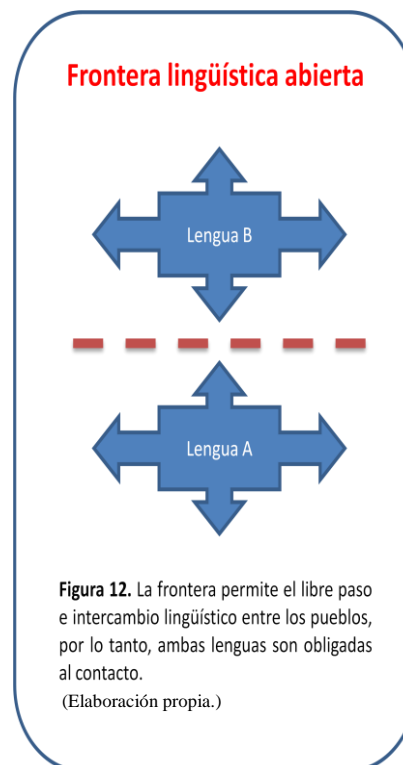 Frontera lingüística abierta
Lengua B
Lengua A
Figura 12. La frontera permite el libre paso
e intercambio lingüístico entre los pueblos,
por lo tanto, ambas lenguas son obligadas
al contacto.
(Elaboración propia.)